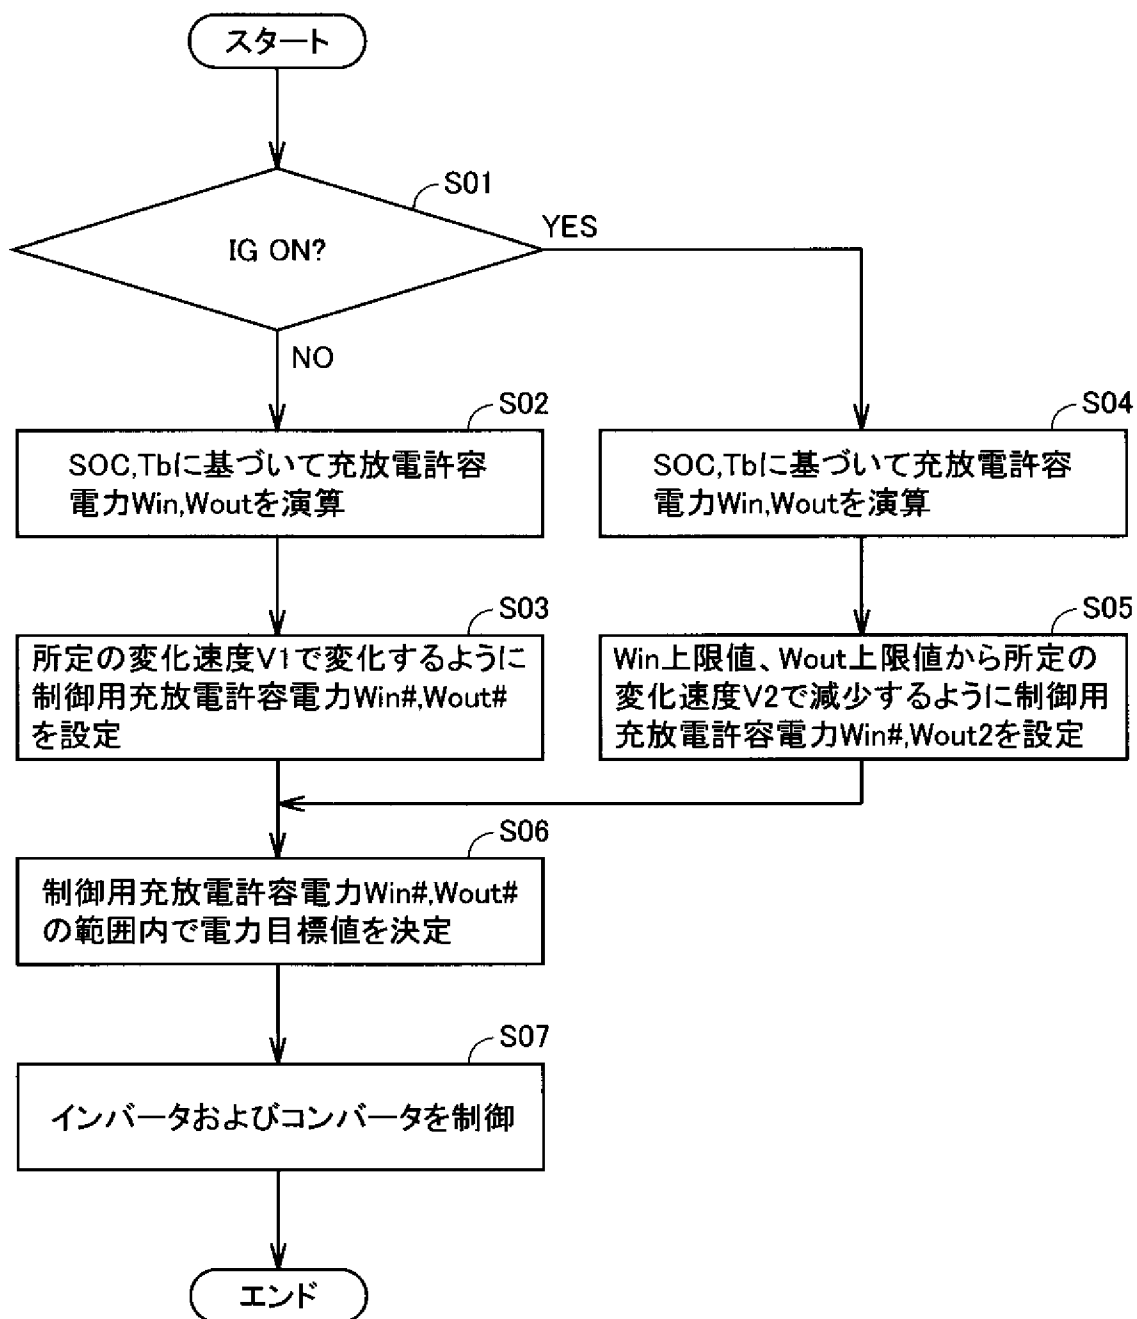 スタート
S01
IG ON?
YES
NO
S02
SOC,Tbに基づいて充放電許容
電力Win,Woutを演算
S04
SOC,Tbに基づいて充放電許容
電力Win,Woutを演算
S03
所定の変化速度V1で変化するように
制御用充放電許容電力Win#,Wout#
を設定
S05
Win上限値、Wout上限値から所定の
変化速度V2で減少するように制御用
充放電許容電力Win#,Wout2を設定
S06
制御用充放電許容電力Win#,Wout#
の範囲内で電力目標値を決定
S07
インバータおよびコンバータを制御
エンド